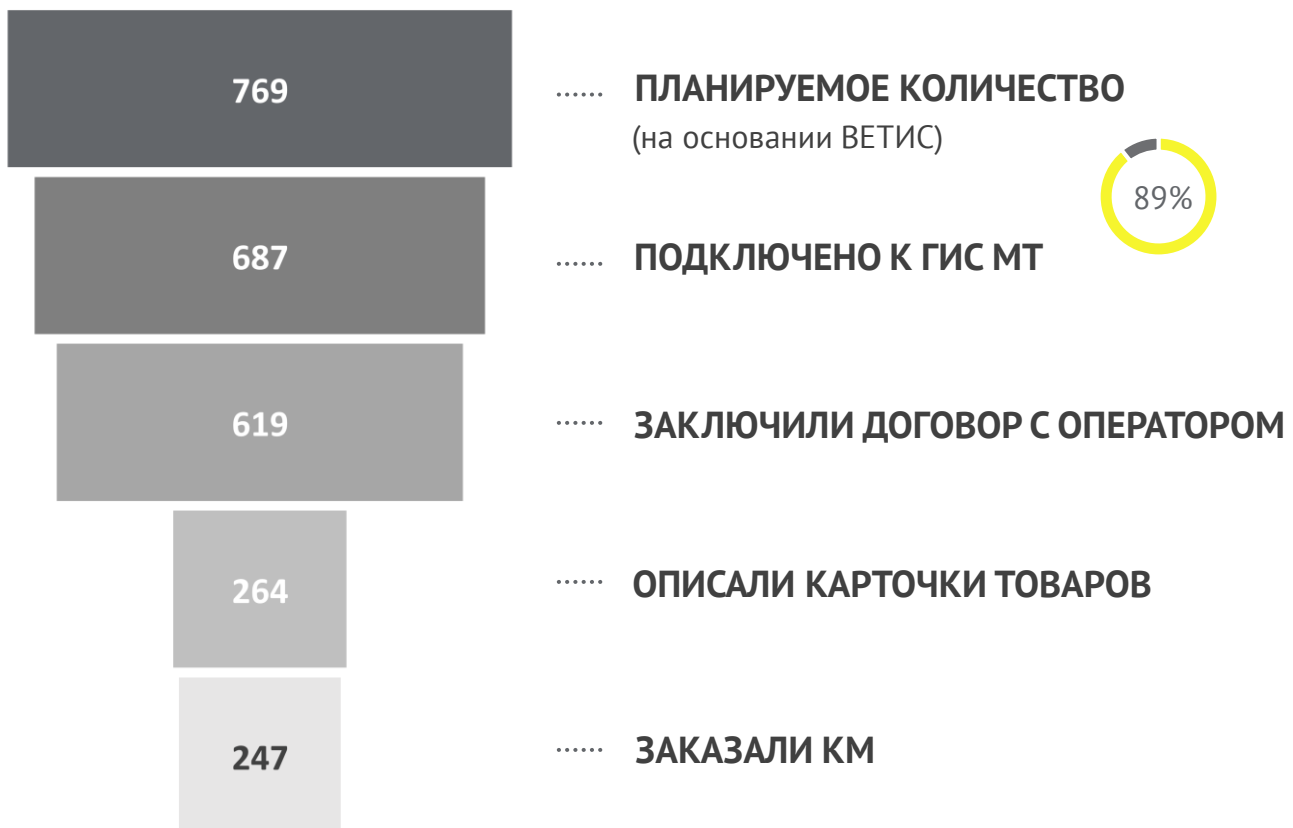 769
...... ПЛАНИРУЕМОЕ КОЛИЧЕСТВО
(на основании ВЕТИС)
89%
687
...... ПОДКЛЮЧЕНО К ГИС МТ
619
...... ЗАКЛЮЧИЛИ ДОГОВОР С ОПЕРАТОРОМ
264
...... ОПИСАЛИ КАРТОЧКИ ТОВАРОВ
247
...... ЗАКАЗАЛИ КМ